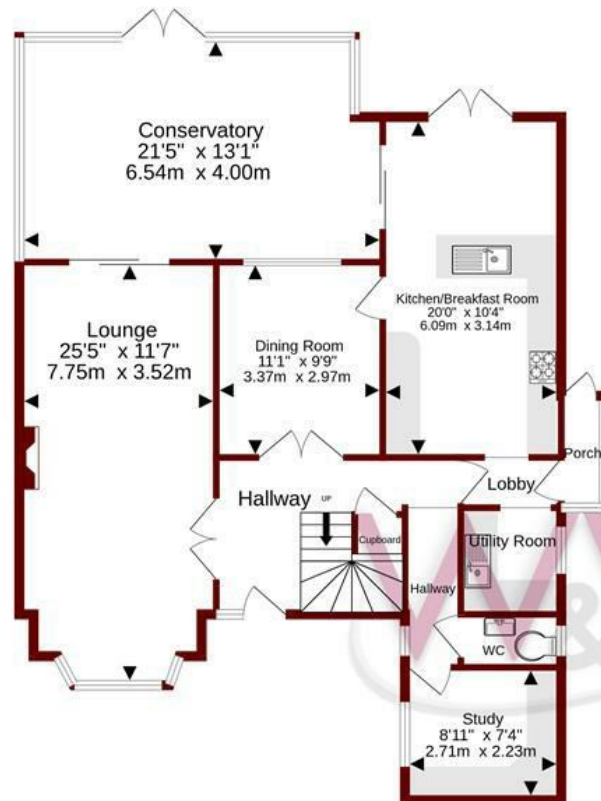 Conservatory
21'5" x 13'1"
6.54m x 4.00m
Lounge
25'5" x 11'7"
7.75m x 3.52m
Dining Room
11'1" x 9'9"
3.37m x 2.97m
Kitchen/Breakfast Room
20'0" x 10'4"
6.09m x 3.14m
Porch
Lobby
Hallway
UP
Cupboard
Utility Room
Hallway
WC
Study
8'11" x 7'4"
2.71m x 2.23m
W
&